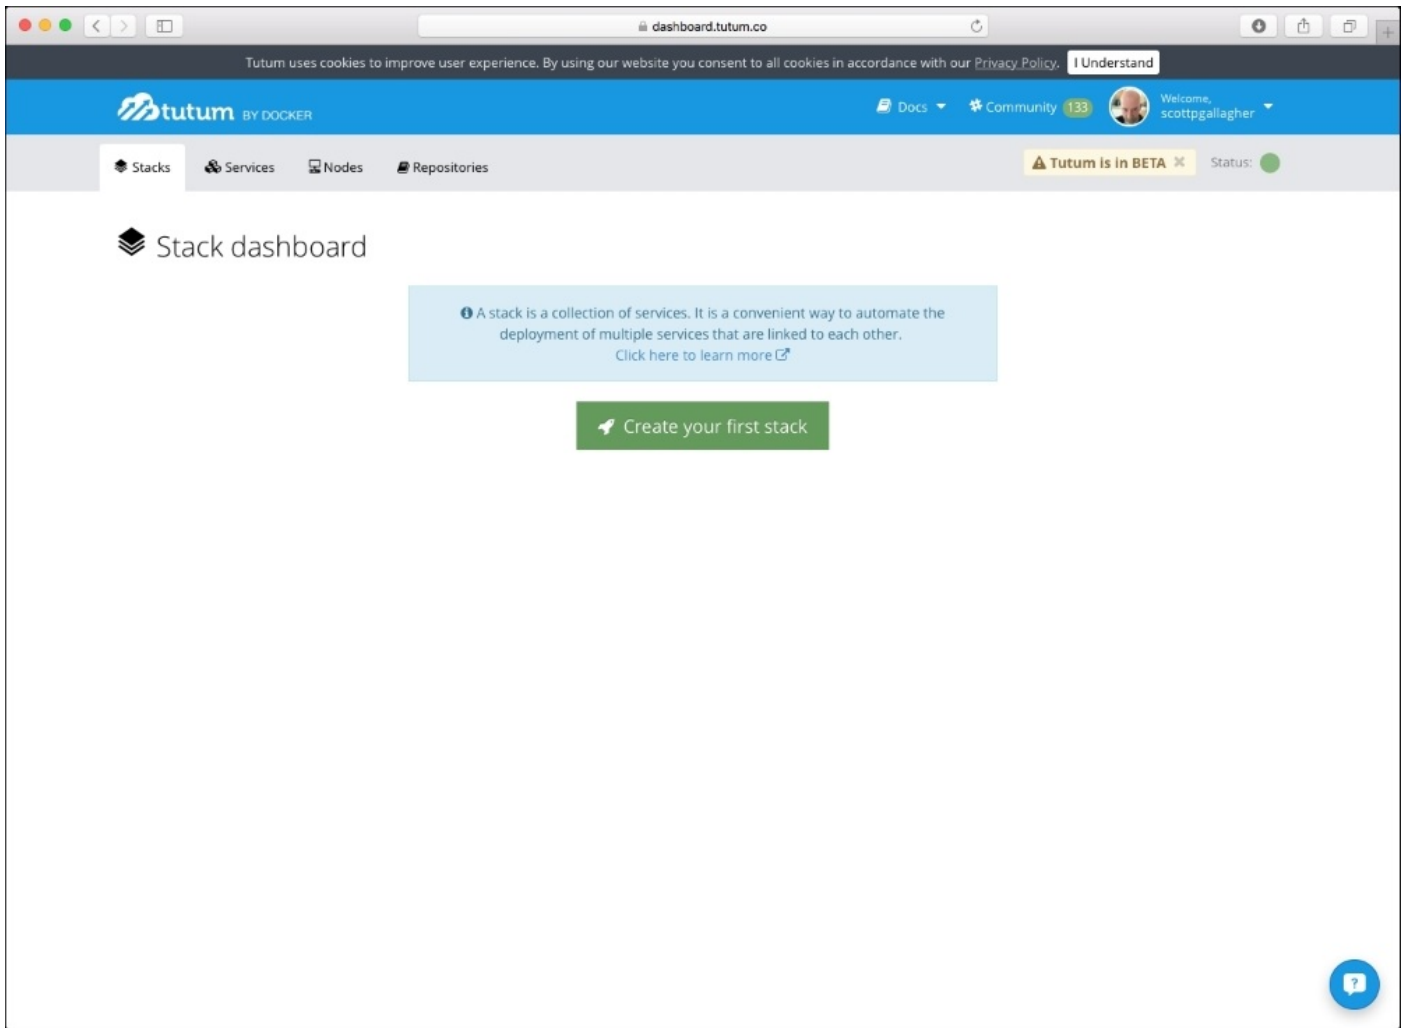 dashboard.tutum.co
Tutum uses cookies to improve user experience. By using our website you consent to all cookies in accordance with our Privacy Policy. I Understand
tutum BY DOCKER
Docs
Community 133
Welcome,
scottpgallagher
Stacks
Services
Nodes
Repositories
Tutum is in BETA
Status:
Stack dashboard
A stack is a collection of services. It is a convenient way to automate the
deployment of multiple services that are linked to each other.
Click here to learn more
Create your first stack